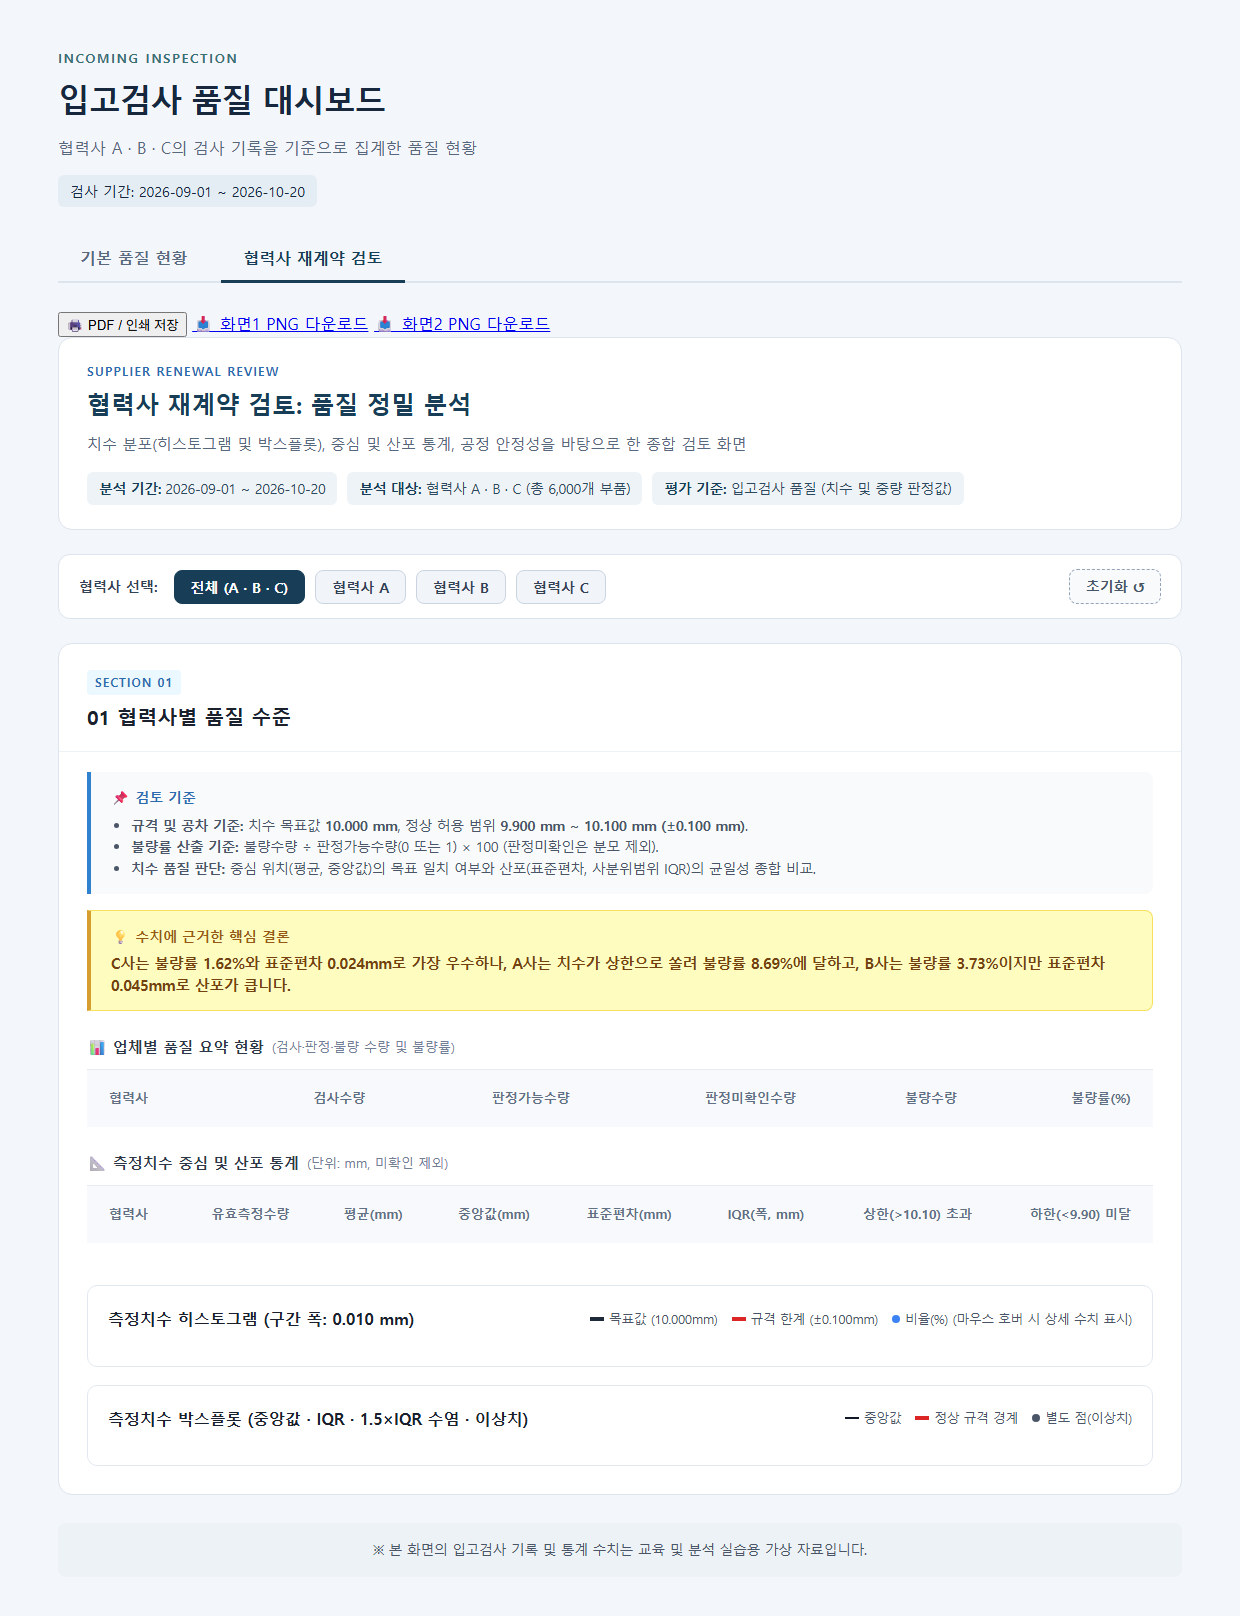 INCOMING INSPECTION
입고검사 품질 대시보드
협력사 A · B · C의 검사 기록을 기준으로 집계한 품질 현황
검사 기간: 2026-09-01 ~ 2026-10-20
기본 품질 현황 협력사 재계약 검토
🖨️ PDF / 인쇄 저장 📥 화면1 PNG 다운로드 📥 화면2 PNG 다운로드
SUPPLIER RENEWAL REVIEW
협력사 재계약 검토: 품질 정밀 분석
치수 분포(히스토그램 및 박스플롯), 중심 및 산포 통계, 공정 안정성을 바탕으로 한 종합 검토 화면
분석 기간: 2026-09-01 ~ 2026-10-20 분석 대상: 협력사 A · B · C (총 6,000개 부품) 평가 기준: 입고검사 품질 (치수 및 중량 판정값)
협력사 선택: 전체 (A · B · C) 협력사 A 협력사 B 협력사 C 초기화 ↺
SECTION 01
01 협력사별 품질 수준
📌 검토 기준
• 규격 및 공차 기준: 치수 목표값 10.000 mm, 정상 허용 범위 9.900 mm ~ 10.100 mm (±0.100 mm).
• 불량률 산출 기준: 불량수량 ÷ 판정가능수량(0 또는 1) × 100 (판정미확인은 분모 제외).
• 치수 품질 판단: 중심 위치(평균, 중앙값)의 목표 일치 여부와 산포(표준편차, 사분위범위 IQR)의 균일성 종합 비교.
💡 수치에 근거한 핵심 결론
C사는 불량률 1.62%와 표준편차 0.024mm로 가장 우수하나, A사는 치수가 상한으로 쏠려 불량률 8.69%에 달하고, B사는 불량률 3.73%이지만 표준편차
0.045mm로 산포가 큽니다.
📊 업체별 품질 요약 현황 (검사·판정·불량 수량 및 불량률)
협력사 검사수량 판정가능수량 판정미확인수량 불량수량 불량률(%)
📐 측정치수 중심 및 산포 통계 (단위: mm, 미확인 제외)
협력사 유효측정수량 평균(mm) 중앙값(mm) 표준편차(mm) IQR(폭, mm) 상한(>10.10) 초과 하한(<9.90) 미달
측정치수 히스토그램 (구간 폭: 0.010 mm) 목표값 (10.000mm) 규격 한계 (±0.100mm) 비율(%) (마우스 호버 시 상세 수치 표시)
측정치수 박스플롯 (중앙값 · IQR · 1.5×IQR 수염 · 이상치) 중앙값 정상 규격 경계 별도 점(이상치)
※ 본 화면의 입고검사 기록 및 통계 수치는 교육 및 분석 실습용 가상 자료입니다.